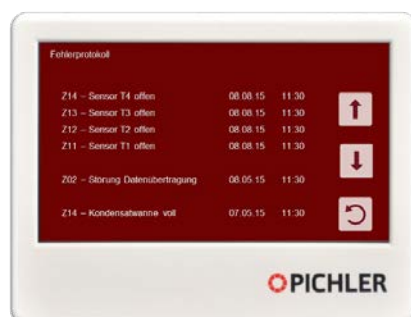 Fehlerprotokoll
Z14 – Sensor T4 offen 08.08.15 11:30
Z13 – Sensor T3 offen 08.08.15 11:30
Z12 – Sensor T2 offen 08.08.15 11:30
Z11 – Sensor T1 offen 08.08.15 11:30
Z02 – Störung Datenübertragung 08.05.15 11:30
Z14 – Kondensatwanne voll 07.05.15 11:30
PICHLER